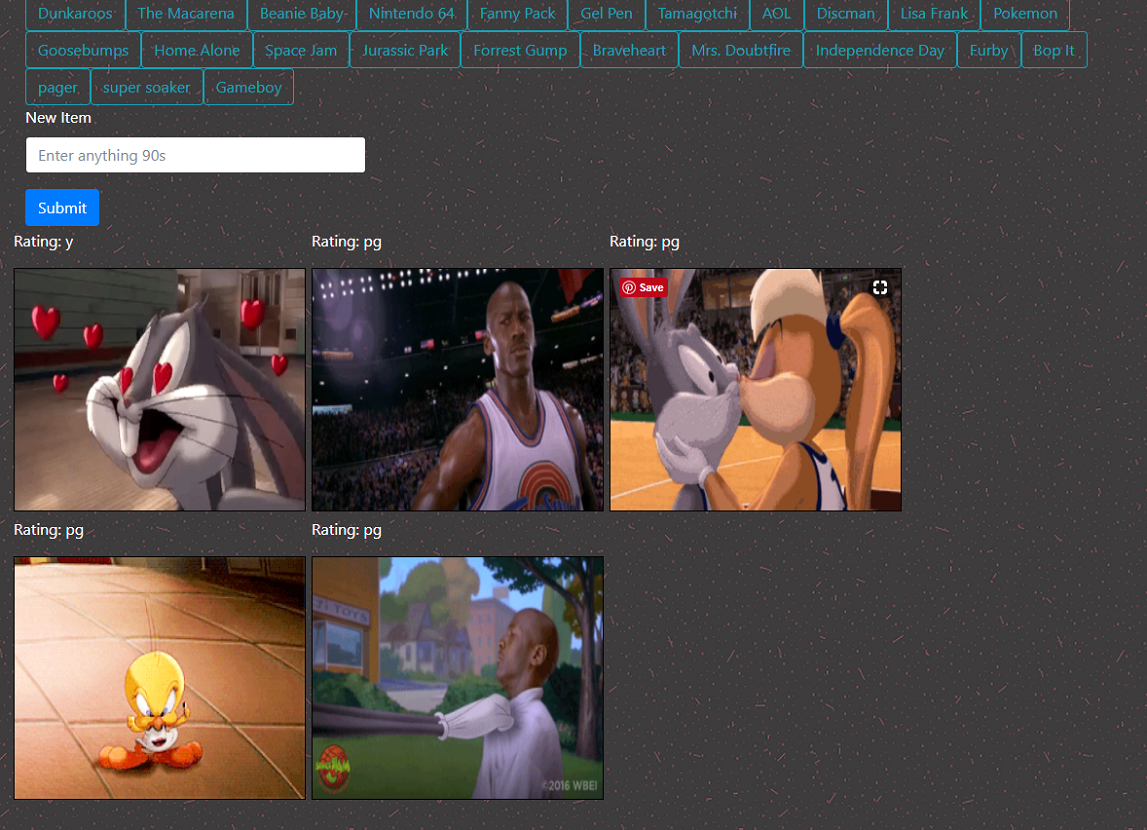 Dunkaroos The Macarena Beanie Baby Nintendo 64 Fanny Pack Gel Pen Tamagotchi AOL Discman Lisa Frank Pokemon
Goosebumps Home Alone Space Jam Jurassic Park Forrest Gump Braveheart Mrs. Doubtfire Independence Day Furby Bop It
pager super soaker Gameboy
New Item
Enter anything 90s
Submit
Rating: y Rating: pg Rating: pg
Save
Rating: pg Rating: pg
TOYS
©2016 WBEI